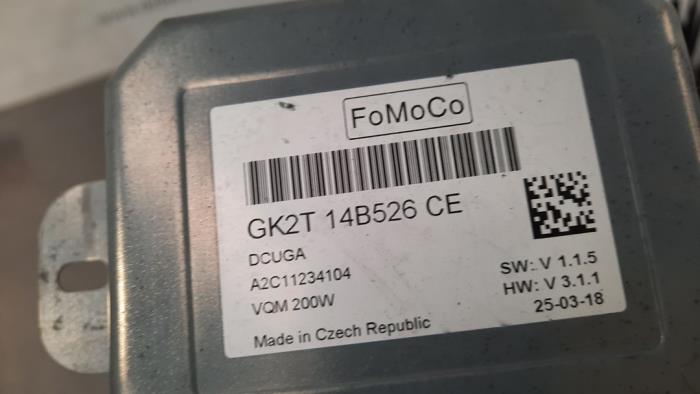 FoMoCo
GK2T 14B526 CE
DCUGA
A2C11234104
VQM 200W
Made in Czech Republic
SW: V 1.1.5
HW: V 3.1.1
25-03-18